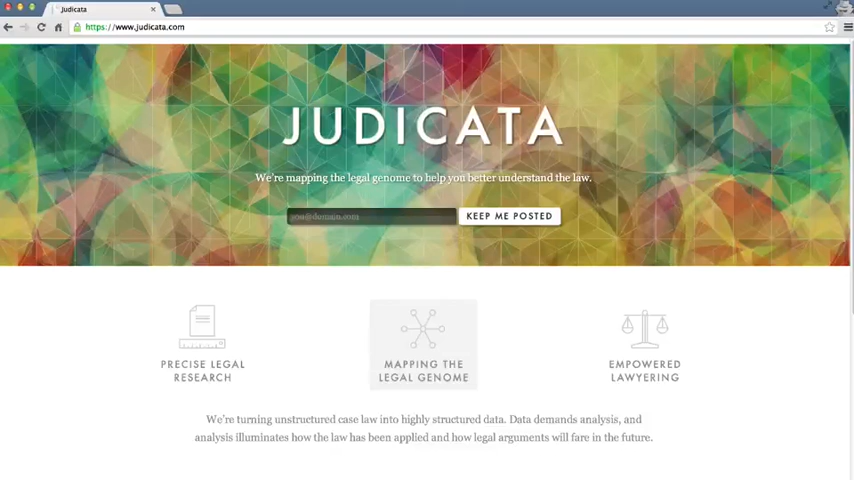 Judicata
https://www.judicata.com
JUDICATA
We're mapping the legal genome to help you better understand the law.
you@domain.com
KEEP ME POSTED
PRECISE LEGAL
RESEARCH
MAPPING THE
LEGAL GENOME
EMPOWERED
LAWYERING
We're turning unstructured case law into highly structured data. Data demands analysis, and
analysis illuminates how the law has been applied and how legal arguments will fare in the future.